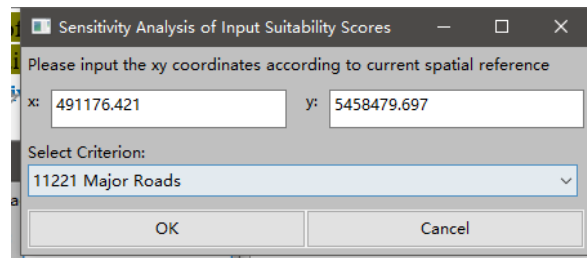 Sensitivity Analysis of Input Suitability Scores
Please input the xy coordinates according to current spatial reference
x: 491176.421 y: 5458479.697
Select Criterion:
11221 Major Roads
OK Cancel